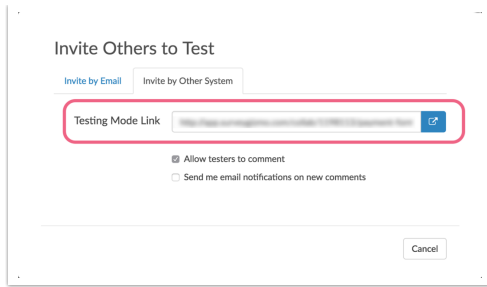 Invite Others to Test
Invite by Email Invite by Other System
Testing Mode Link
Allow testers to comment
Send me email notifications on new comments
Cancel